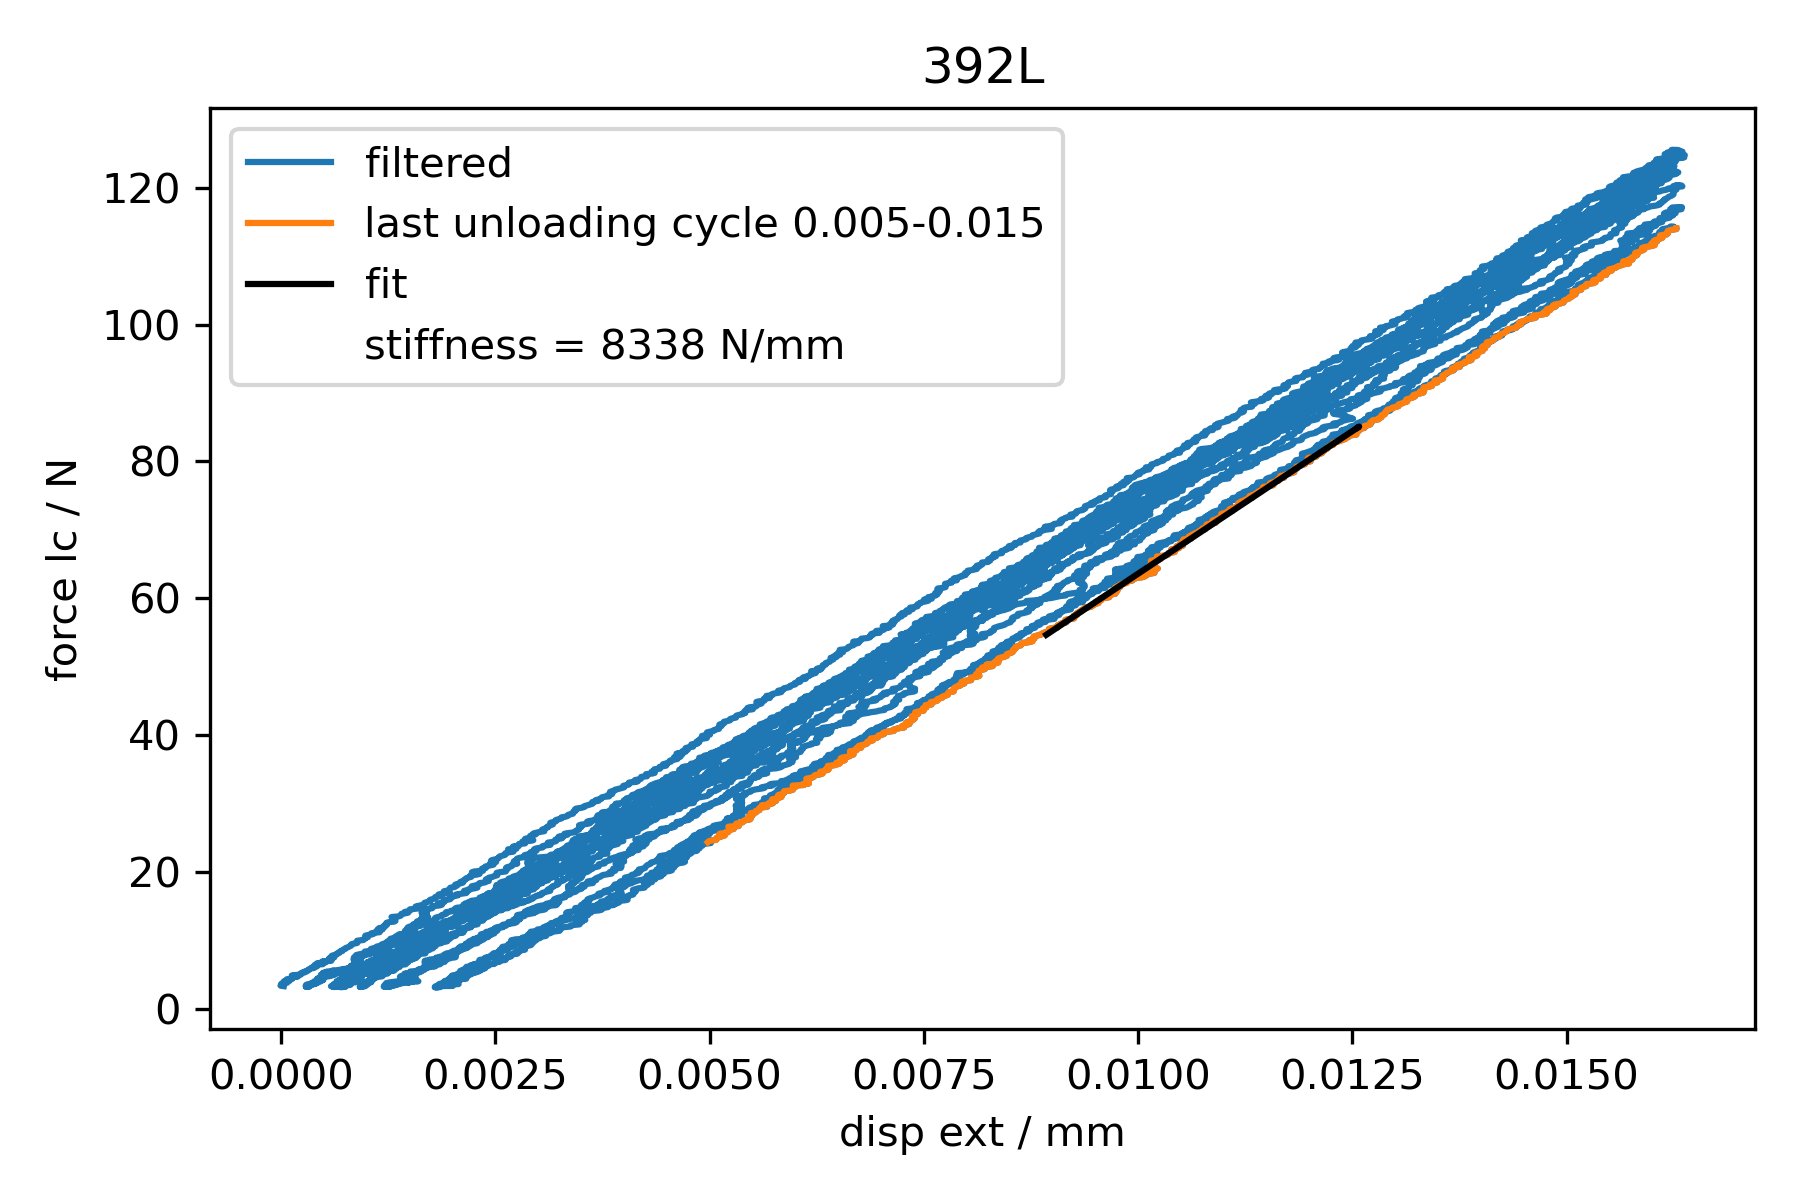 392L
filtered
last unloading cycle 0.005-0.015
fit
stiffness = 8338 N/mm
120
100
80
60
40
20
0
force lc / N
0.0000 0.0025 0.0050 0.0075 0.0100 0.0125 0.0150
disp ext / mm